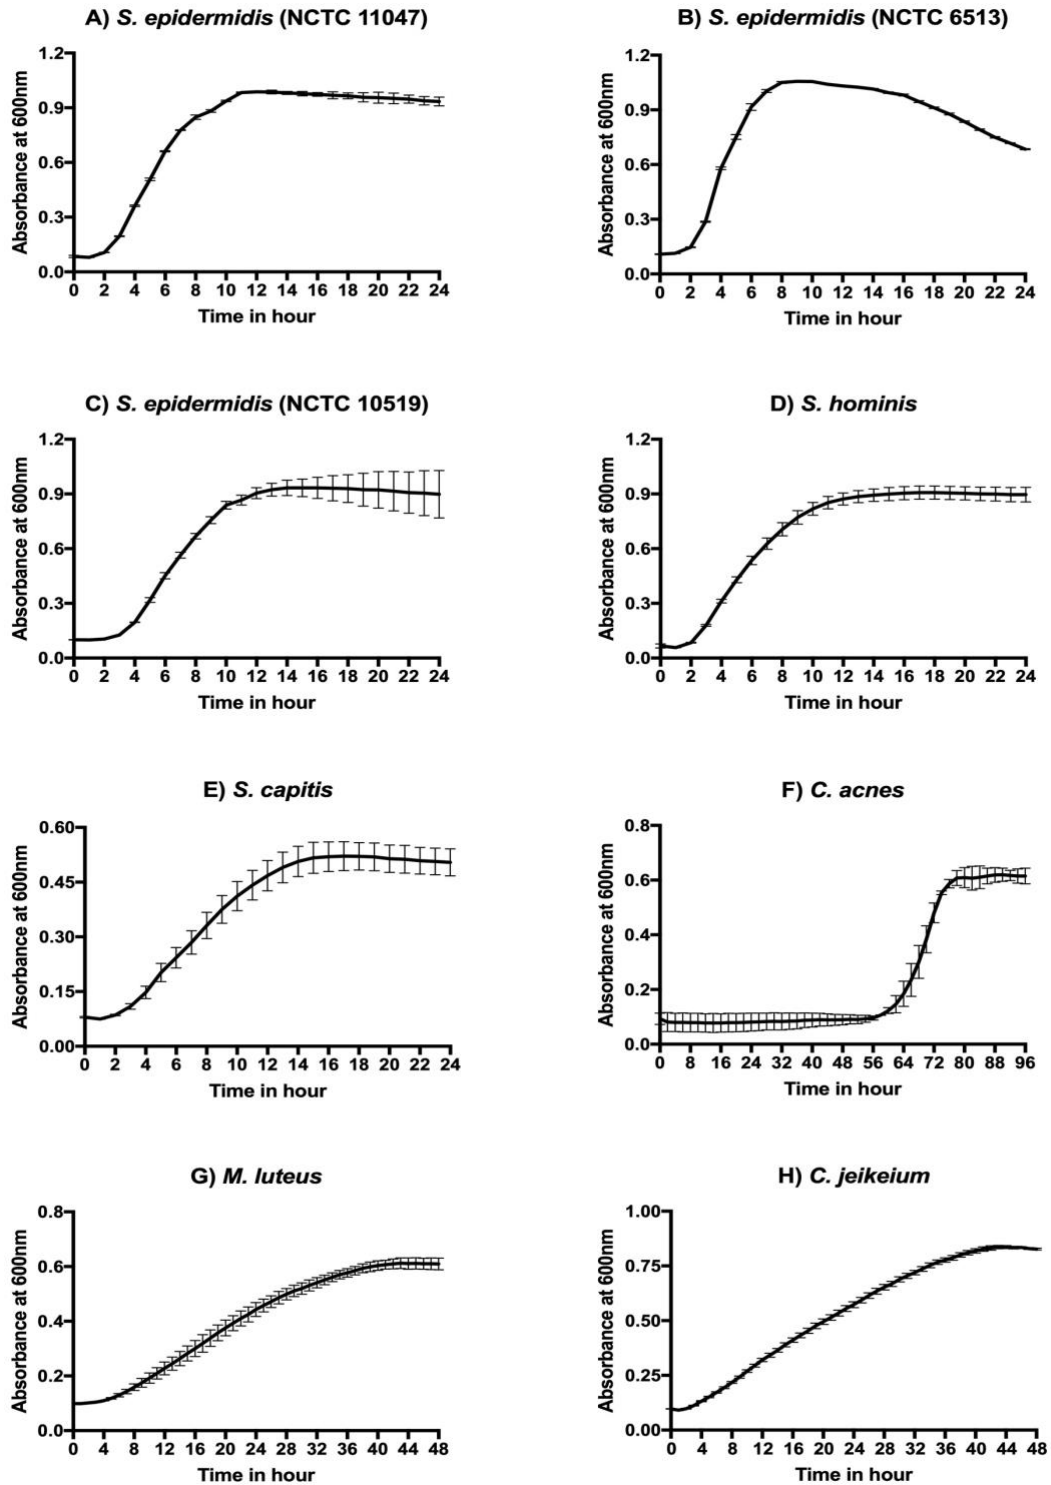 A) S. epidermidis (NCTC 11047)
Absorbance at 600nm
1.2
0.9
0.6
0.3
0.0
0 2 4 6 8 10 12 14 16 18 20 22 24
Time in hour
B) S. epidermidis (NCTC 6513)
Absorbance at 600nm
1.2
0.9
0.6
0.3
0.0
0 2 4 6 8 10 12 14 16 18 20 22 24
Time in hour
C) S. epidermidis (NCTC 10519)
Absorbance at 600nm
1.2
0.9
0.6
0.3
0.0
0 2 4 6 8 10 12 14 16 18 20 22 24
Time in hour
D) S. hominis
Absorbance at 600nm
1.2
0.9
0.6
0.3
0.0
0 2 4 6 8 10 12 14 16 18 20 22 24
Time in hour
E) S. capitis
Absorbance at 600nm
0.60
0.45
0.30
0.15
0.00
0 2 4 6 8 10 12 14 16 18 20 22 24
Time in hour
F) C. acnes
Absorbance at 600nm
0.8
0.6
0.4
0.2
0.0
0 8 16 24 32 40 48 56 64 72 80 88 96
Time in hour
G) M. luteus
Absorbance at 600nm
0.8
0.6
0.4
0.2
0.0
0 4 8 12 16 20 24 28 32 36 40 44 48
Time in hour
H) C. jeikeium
Absorbance at 600nm
1.00
0.75
0.50
0.25
0.00
0 4 8 12 16 20 24 28 32 36 40 44 48
Time in hour